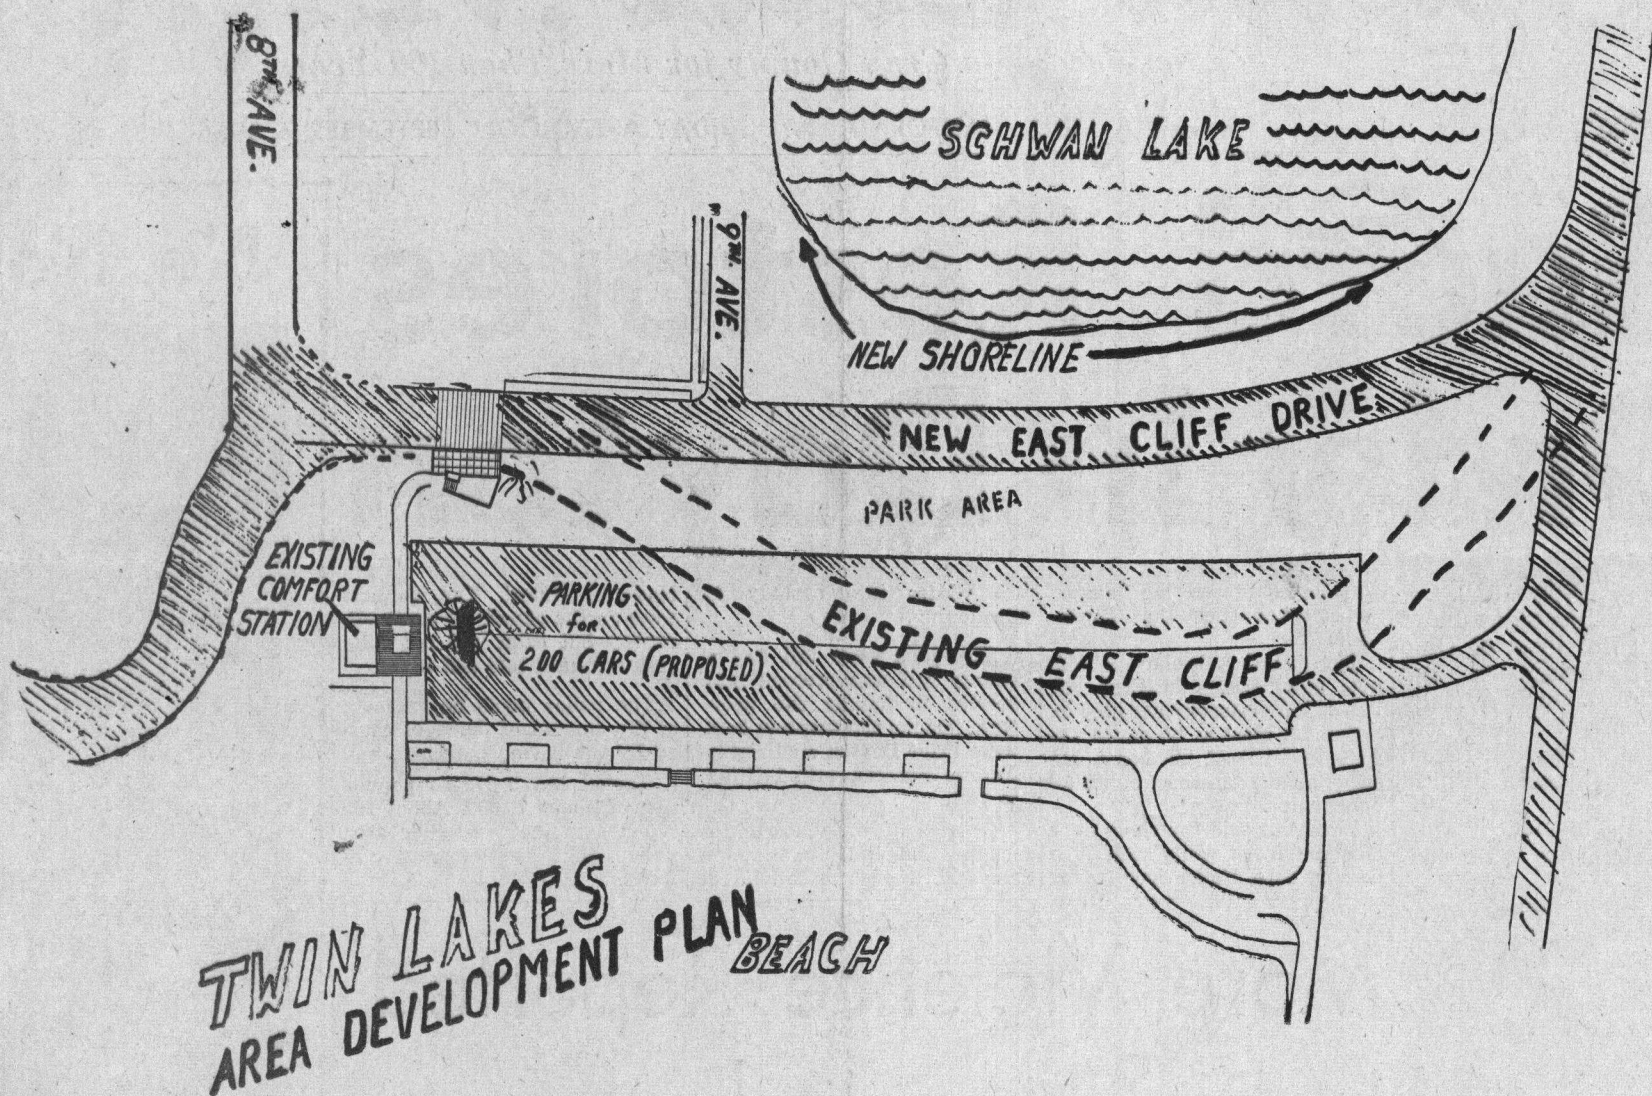 8TH AVE.
SCHWAN LAKE
9TH. AVE.
NEW SHORELINE
NEW EAST CLIFF DRIVE
PARK AREA
EXISTING
COMFORT
STATION
PARKING
for
200 CARS (PROPOSED)
EXISTING EAST CLIFF
TWIN LAKES
AREA DEVELOPMENT PLAN
BEACH